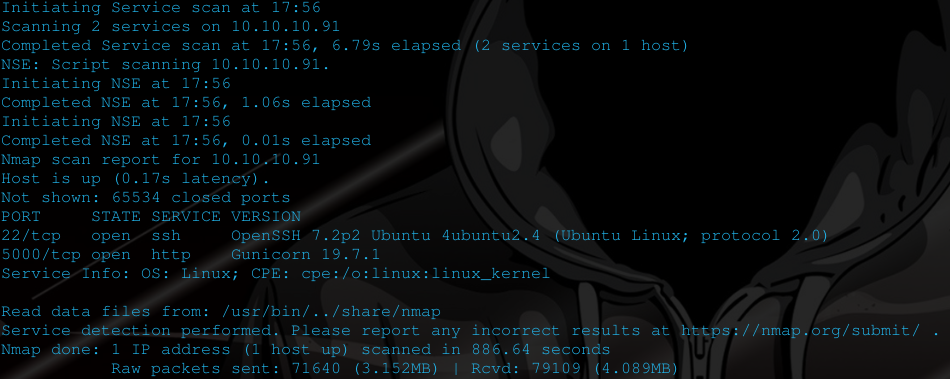 Initiating Service scan at 17:56
Scanning 2 services on 10.10.10.91
Completed Service scan at 17:56, 6.79s elapsed (2 services on 1 host)
NSE: Script scanning 10.10.10.91.
Initiating NSE at 17:56
Completed NSE at 17:56, 1.06s elapsed
Initiating NSE at 17:56
Completed NSE at 17:56, 0.01s elapsed
Nmap scan report for 10.10.10.91
Host is up (0.17s latency).
Not shown: 65534 closed ports
PORT     STATE SERVICE VERSION
22/tcp   open  ssh     OpenSSH 7.2p2 Ubuntu 4ubuntu2.4 (Ubuntu Linux; protocol 2.0)
5000/tcp open  http    Gunicorn 19.7.1
Service Info: OS: Linux; CPE: cpe:/o:linux:linux_kernel

Read data files from: /usr/bin/../share/nmap
Service detection performed. Please report any incorrect results at https://nmap.org/submit/ .
Nmap done: 1 IP address (1 host up) scanned in 886.64 seconds
           Raw packets sent: 71640 (3.152MB) | Rcvd: 79109 (4.089MB)